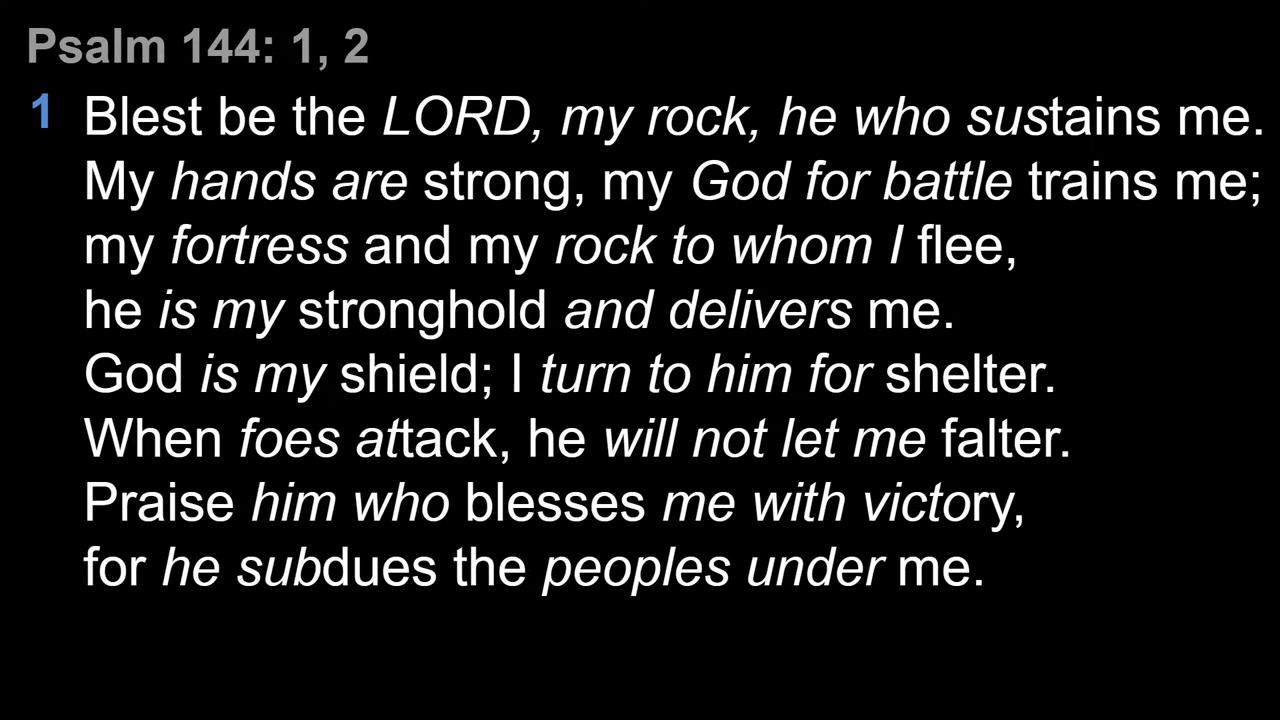 Psalm 144: 1, 2
1 Blest be the LORD, my rock, he who sustains me.
My hands are strong, my God for battle trains me;
my fortress and my rock to whom I flee,
he is my stronghold and delivers me.
God is my shield; I turn to him for shelter.
When foes attack, he will not let me falter.
Praise him who blesses me with victory,
for he subdues the peoples under me.